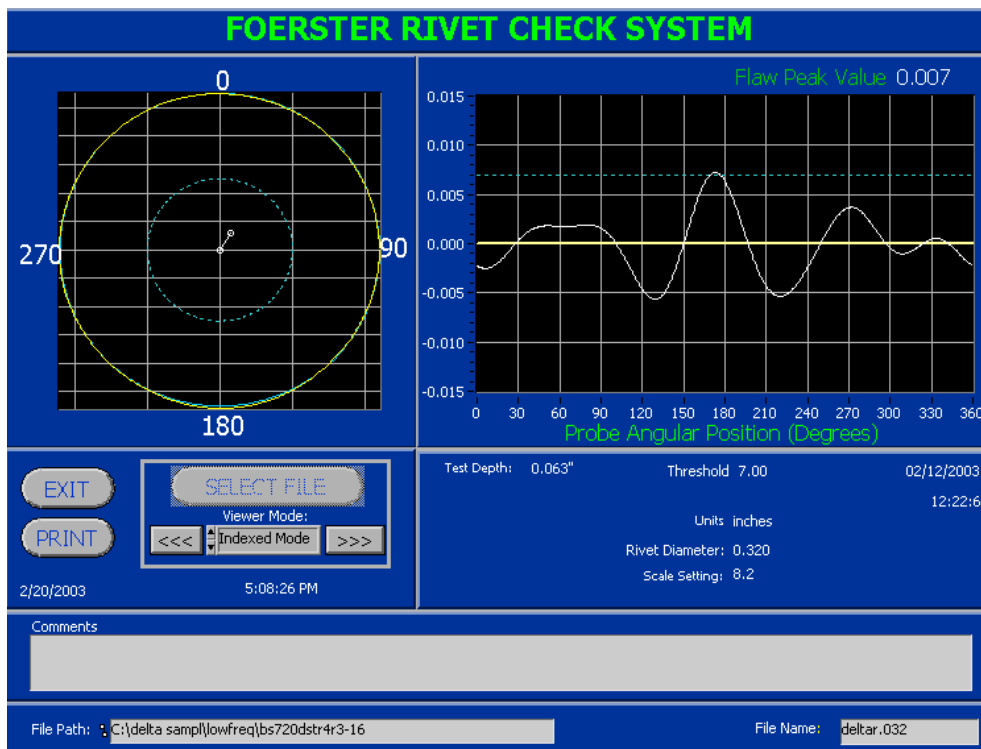 FOERSTER RIVET CHECK SYSTEM
0
270
90
180
Flaw Peak Value 0.007
0.015
0.010
0.005
0.000
-0.005
-0.010
-0.015
0 30 60 90 120 150 180 210 240 270 300 330 360
Probe Angular Position (Degrees)
EXIT
PRINT
SELECT FILE
Viewer Mode:
<<< Indexed Mode >>>
2/20/2003 5:08:26 PM
Test Depth: 0.063" Threshold 7.00 02/12/2003
12:22:6
Units inches
Rivet Diameter: 0.320
Scale Setting: 8.2
Comments
File Path: C:\delta sampl\lowfreq\bs720dstr4r3-16 File Name: deltar.032